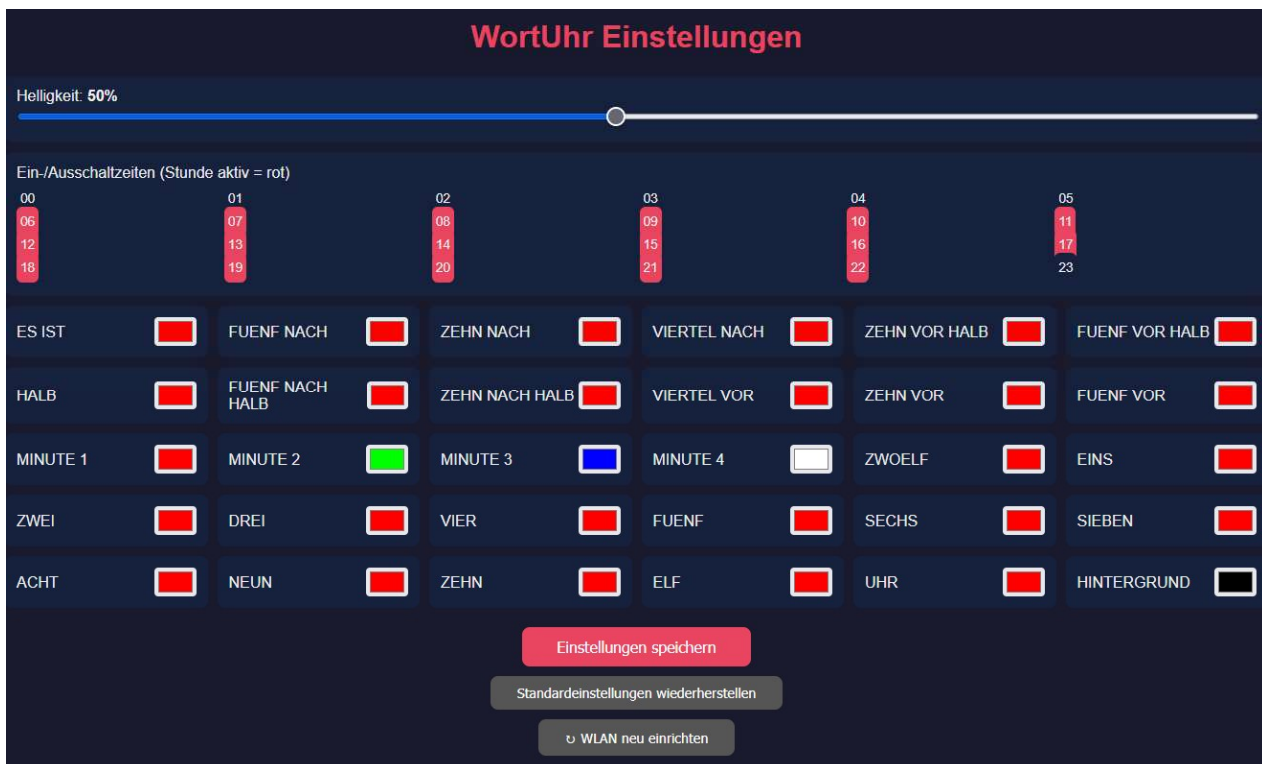 WortUhr Einstellungen
Helligkeit: 50%
Ein-/Ausschaltzeiten (Stunde aktiv = rot)
00 01 02 03 04 05
06 07 08 09 10 11
12 13 14 15 16 17
18 19 20 21 22 23
ES IST FUENF NACH ZEHN NACH VIERTEL NACH ZEHN VOR HALB FUENF VOR HALB
HALB FUENF NACH HALB ZEHN NACH HALB VIERTEL VOR ZEHN VOR FUENF VOR
MINUTE 1 MINUTE 2 MINUTE 3 MINUTE 4 ZWOELF EINS
ZWEI DREI VIER FUENF SECHS SIEBEN
ACHT NEUN ZEHN ELF UHR HINTERGRUND
Einstellungen speichern
Standardeinstellungen wiederherstellen
↻ WLAN neu einrichten